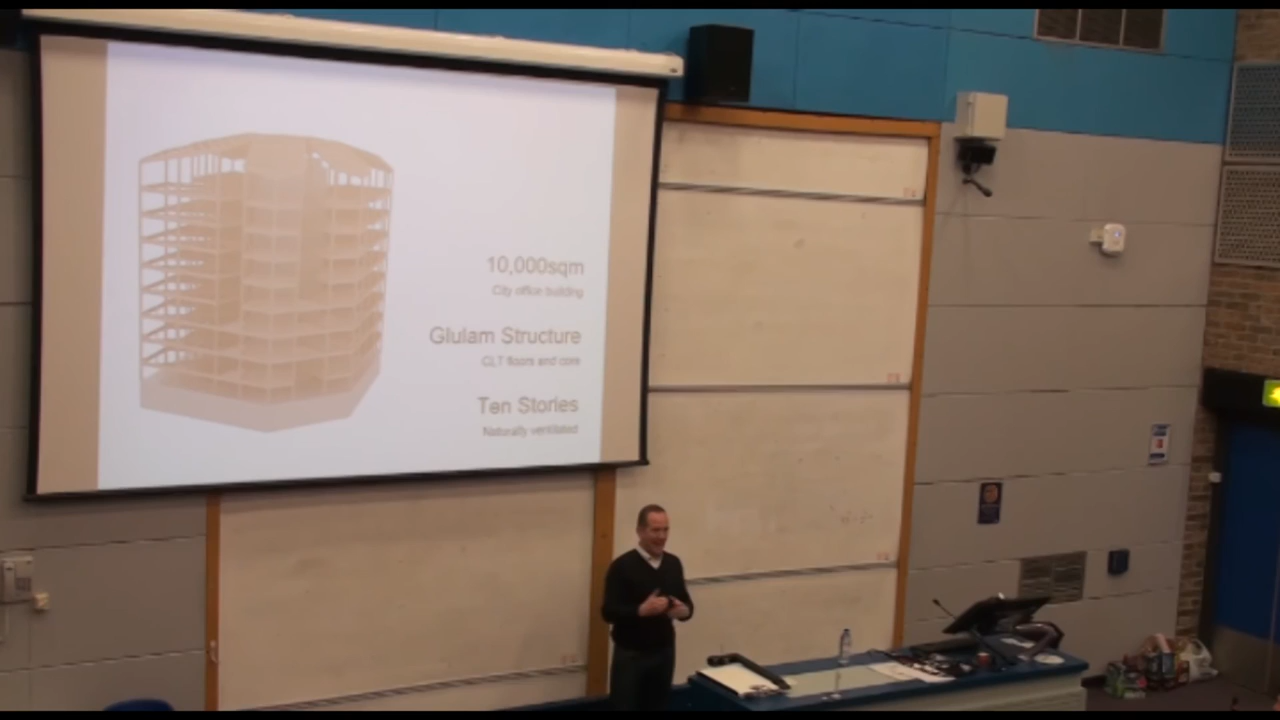 10,000sqm
City office building
Glulam Structure
CLT floors and core
Ten Stories
Naturally ventilated